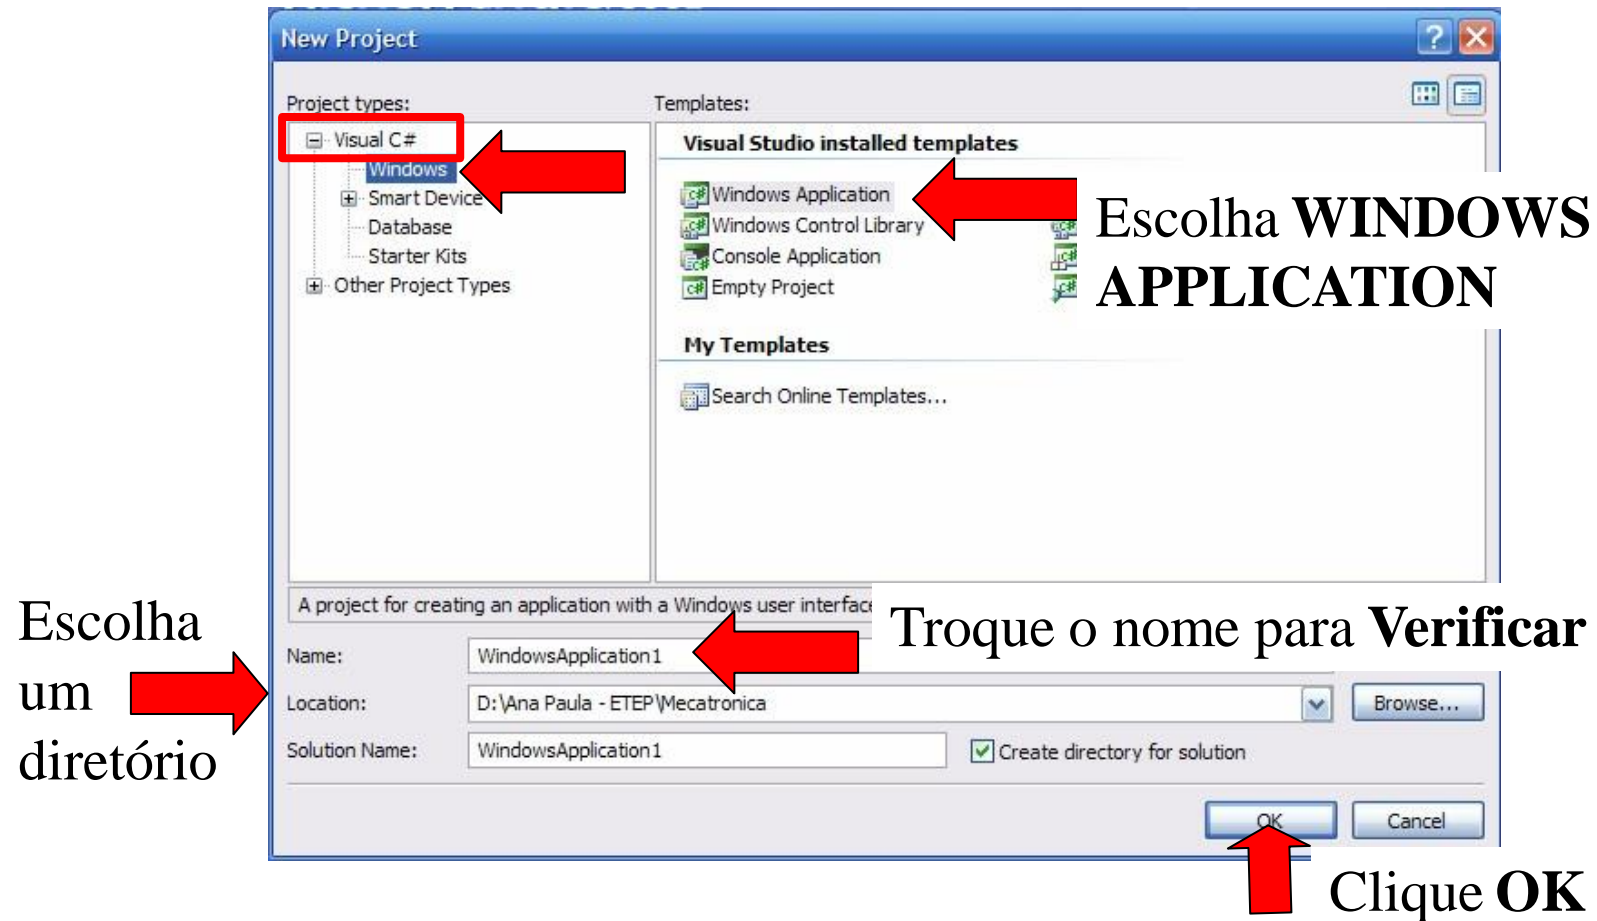 New Project
Project types:
Templates:
Visual C#
Windows
Smart Device
Database
Starter Kits
Other Project Types
Visual Studio installed templates
Windows Application
Windows Control Library
Console Application
Empty Project
My Templates
Search Online Templates...
Escolha WINDOWS
APPLICATION
A project for creating an application with a Windows user interface
Troque o nome para Verificar
Escolha
um
diretório
Name:
WindowsApplication1
Location:
D:\Ana Paula - ETEP\Mecatronica
Browse...
Solution Name:
WindowsApplication1
Create directory for solution
OK
Cancel
Clique OK